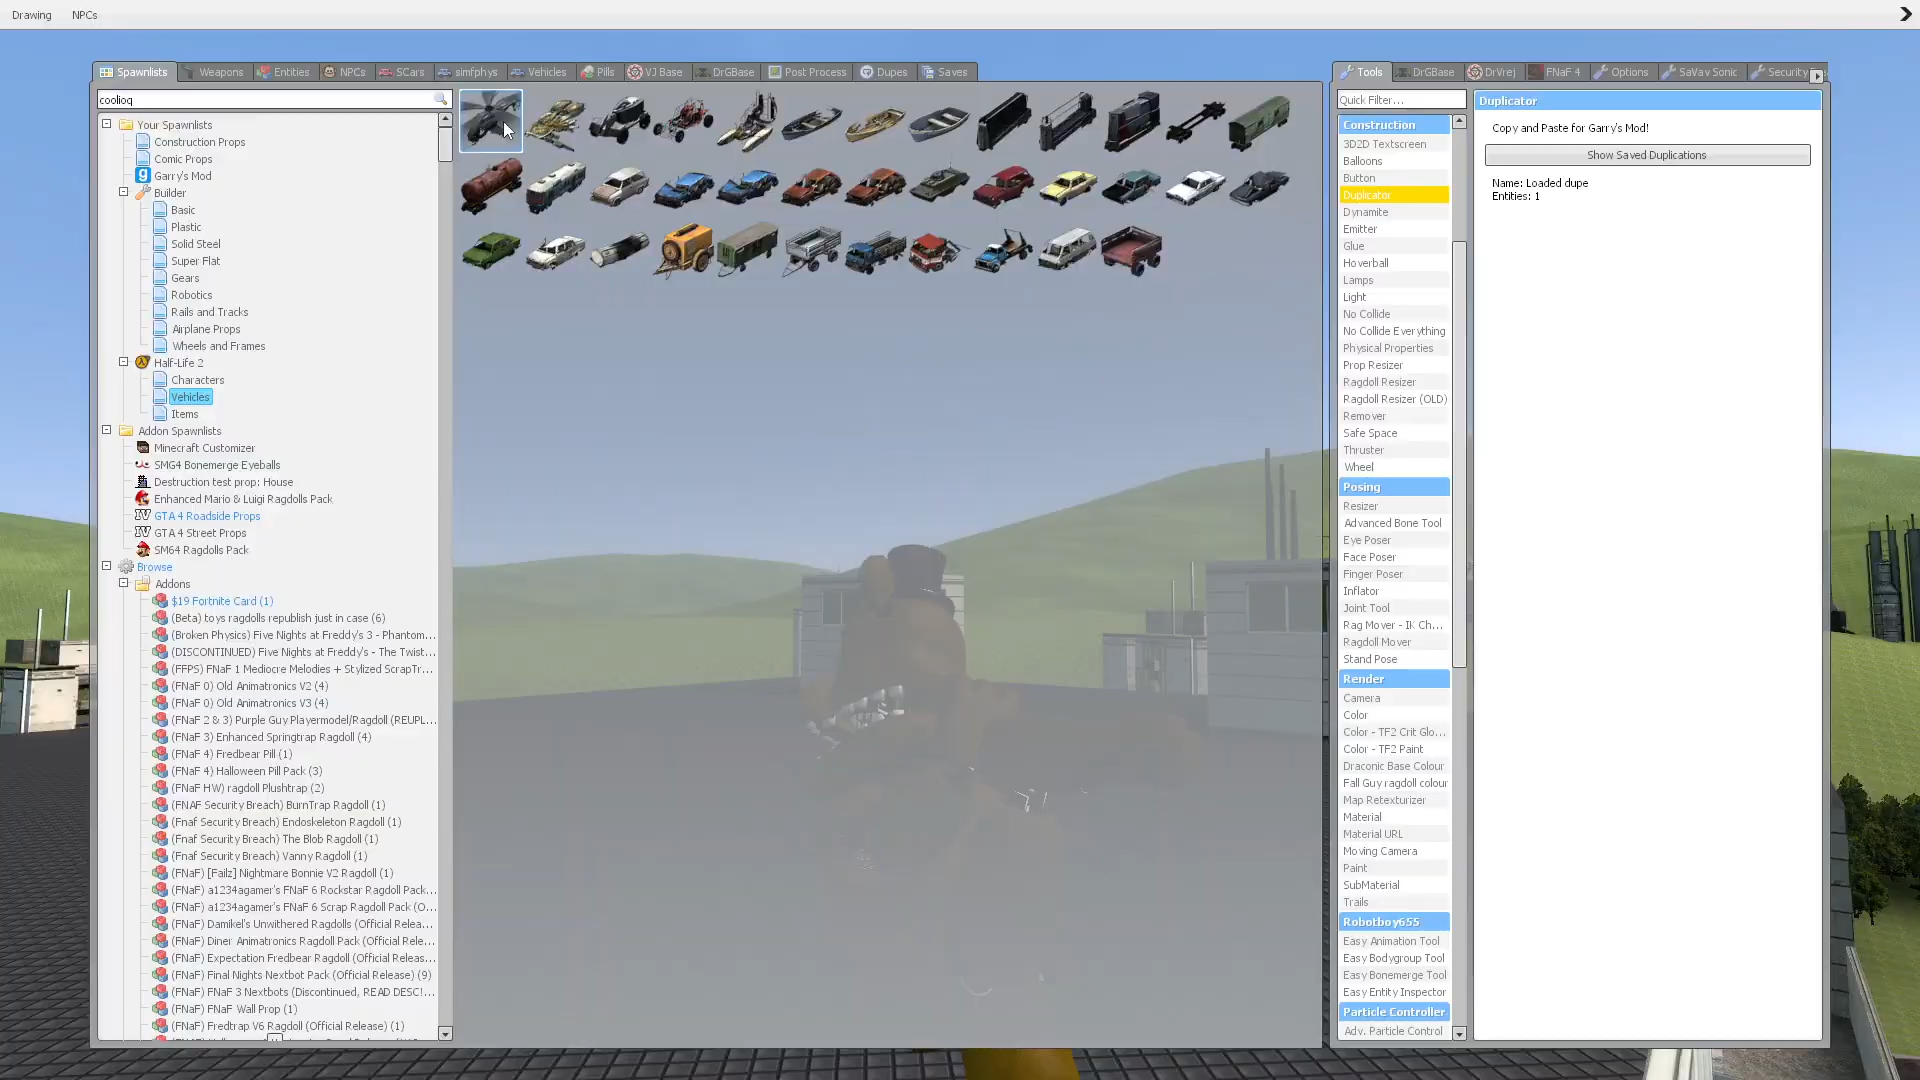 Drawing NPCs
Spawnlists Weapons Entities NPCs SCars simfphys Vehicles Pills VJ Base DrGBase Post Process Dupes Saves
coolioq
Your Spawnlists
Construction Props
Comic Props
Garry's Mod
Builder
Basic
Plastic
Solid Steel
Super Flat
Gears
Robotics
Rails and Tracks
Airplane Props
Wheels and Frames
Half-Life 2
Characters
Vehicles
Items
Addon Spawnlists
Minecraft Customizer
SMG4 Bonemerge Eyeballs
Destruction test prop: House
Enhanced Mario & Luigi Ragdolls Pack
GTA 4 Roadside Props
GTA 4 Street Props
SM64 Ragdolls Pack
Browse
Addons
$19 Fortnite Card (1)
(Beta) toys ragdolls republish just in case (6)
(Broken Physics) Five Nights at Freddy's 3 - Phantom...
(DISCONTINUED) Five Nights at Freddy's - The Twist...
(FFPS) FNaF 1 Mediocre Melodies + Stylized ScrapTr...
(FNaF 0) Old Animatronics V2 (4)
(FNaF 0) Old Animatronics V3 (4)
(FNaF 2 & 3) Purple Guy Playermodel/Ragdoll (REUPL...
(FNaF 3) Enhanced Springtrap Ragdoll (4)
(FNaF 4) Fredbear Pill (1)
(FNaF 4) Halloween Pill Pack (3)
(FNaF HW) ragdoll Plushtrap (2)
(FNAF Security Breach) BurnTrap Ragdoll (1)
(Fnaf Security Breach) Endoskeleton Ragdoll (1)
(Fnaf Security Breach) The Blob Ragdoll (1)
(Fnaf Security Breach) Vanny Ragdoll (1)
(FNaF) [Failz] Nightmare Bonnie V2 Ragdoll (1)
(FNaF) a1234agamer's FNaF 6 Rockstar Ragdoll Pack...
(FNaF) a1234agamer's FNaF 6 Scrap Ragdoll Pack (O...
(FNaF) Damikel's Unwithered Ragdolls (Official Relea...
(FNaF) Diner Animatronics Ragdoll Pack (Official Rele...
(FNaF) Expectation Fredbear Ragdoll (Official Releas...
(FNaF) Final Nights Nextbot Pack (Official Release) (9)
(FNaF) FNaF 3 Nextbots (Discontinued, READ DESC!...
(FNaF) FNaF Wall Prop (1)
(FNaF) Fredtrap V6 Ragdoll (Official Release) (1)
Tools DrGBase DrVrej FNaF 4 Options SaVav Sonic Security
Quick Filter...
Construction
3D2D Textscreen
Balloons
Button
Duplicator
Dynamite
Emitter
Glue
Hoverball
Lamps
Light
No Collide
No Collide Everything
Physical Properties
Prop Resizer
Ragdoll Resizer
Ragdoll Resizer (OLD)
Remover
Safe Space
Thruster
Wheel
Posing
Resizer
Advanced Bone Tool
Eye Poser
Face Poser
Finger Poser
Inflator
Joint Tool
Rag Mover - IK Ch...
Ragdoll Mover
Stand Pose
Render
Camera
Color
Color - TF2 Crit Glo...
Color - TF2 Paint
Draconic Base Colour
Fall Guy ragdoll colour
Map Retexturizer
Material
Material URL
Moving Camera
Paint
SubMaterial
Trails
Robotboy655
Easy Animation Tool
Easy Bodygroup Tool
Easy Bonemerge Tool
Easy Entity Inspector
Particle Controller
Adv. Particle Control
Duplicator
Copy and Paste for Garry's Mod!
Show Saved Duplications
Name: Loaded dupe
Entities: 1